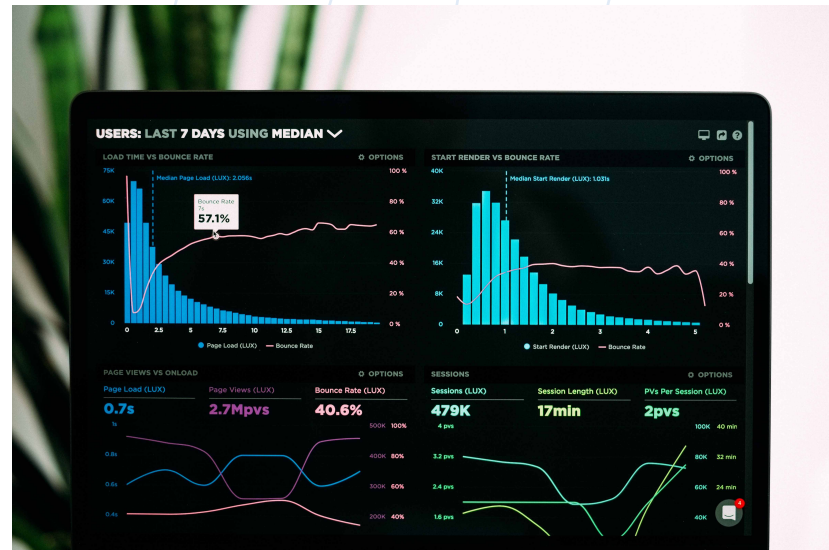 USERS: LAST 7 DAYS USING MEDIAN
LOAD TIME VS BOUNCE RATE
OPTIONS
75K
60K
45K
30K
15K
0
100 %
80 %
60 %
40 %
20 %
0 %
Median Page Load (LUX): 2.056s
Bounce Rate
7s
57.1%
0 2.5 5 7.5 10 12.5 15 17.5
Page Load (LUX) Bounce Rate
START RENDER VS BOUNCE RATE
OPTIONS
40K
32K
24K
16K
8K
0
100 %
80 %
60 %
40 %
20 %
0 %
Median Start Render (LUX): 1.031s
0 1 2 3 4 5
Start Render (LUX) Bounce Rate
PAGE VIEWS VS ONLOAD
OPTIONS
Page Load (LUX) Page Views (LUX) Bounce Rate (LUX)
0.7s 2.7Mpvs 40.6%
1s
0.8s
0.6s
0.4s
500K 100%
400K 80%
300K 60%
200K 40%
SESSIONS
OPTIONS
Sessions (LUX) Session Length (LUX) PVs Per Session (LUX)
479K 17min 2pvs
4 pvs
3.2 pvs
2.4 pvs
1.6 pvs
100K 40 min
80K 32 min
60K 24 min
40K
4